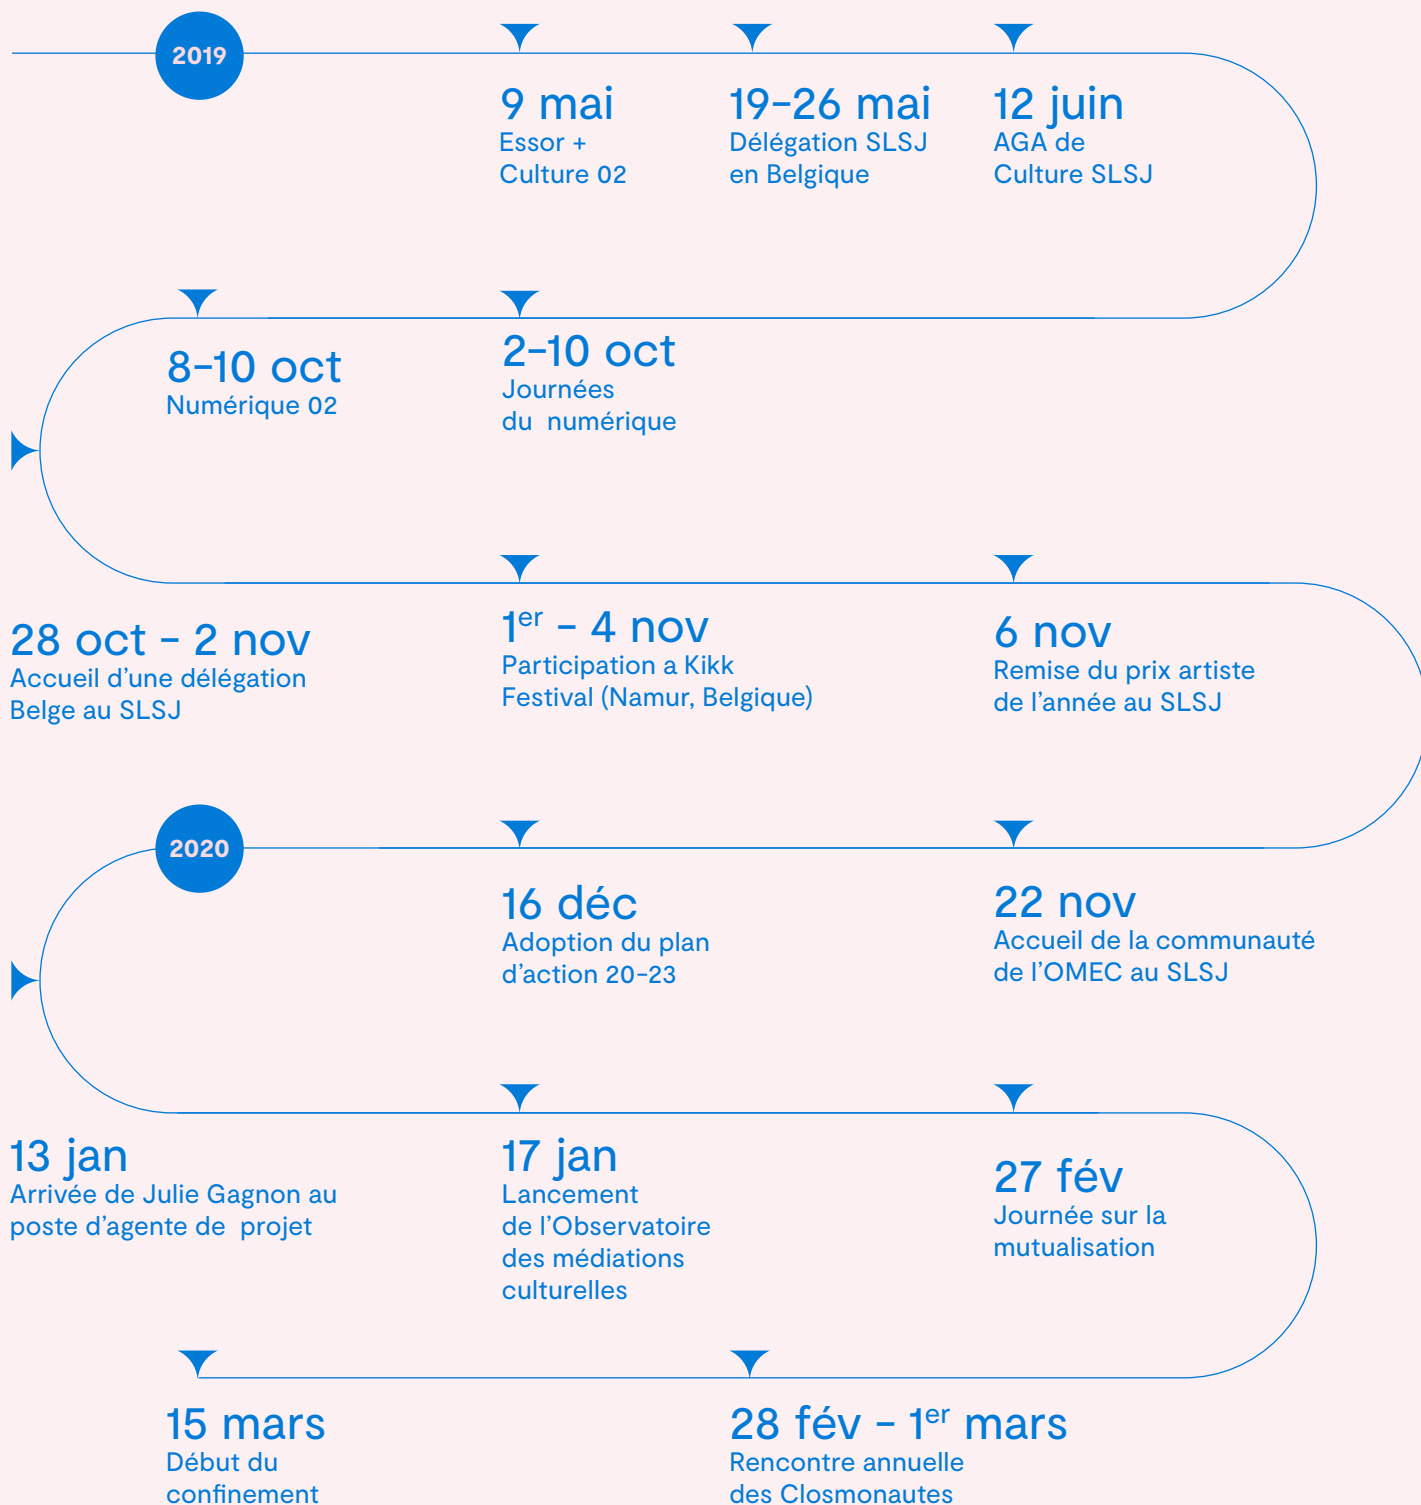 2019
9 mai
Essor +
Culture 02
19-26 mai
Délégation SLSJ
en Belgique
12 juin
AGA de
Culture SLSJ
2-10 oct
Journées
du numérique
8-10 oct
Numérique 02
28 oct - 2 nov
Accueil d'une délégation
Belge au SLSJ
1er - 4 nov
Participation a Kikk
Festival (Namur, Belgique)
6 nov
Remise du prix artiste
de l'année au SLSJ
22 nov
Accueil de la communauté
de l'OMEC au SLSJ
16 déc
Adoption du plan
d'action 20-23
2020
13 jan
Arrivée de Julie Gagnon au
poste d'agente de projet
17 jan
Lancement
de l'Observatoire
des médiations
culturelles
27 fév
Journée sur la
mutualisation
28 fév - 1er mars
Rencontre annuelle
des Closmonautes
15 mars
Début du
confinement